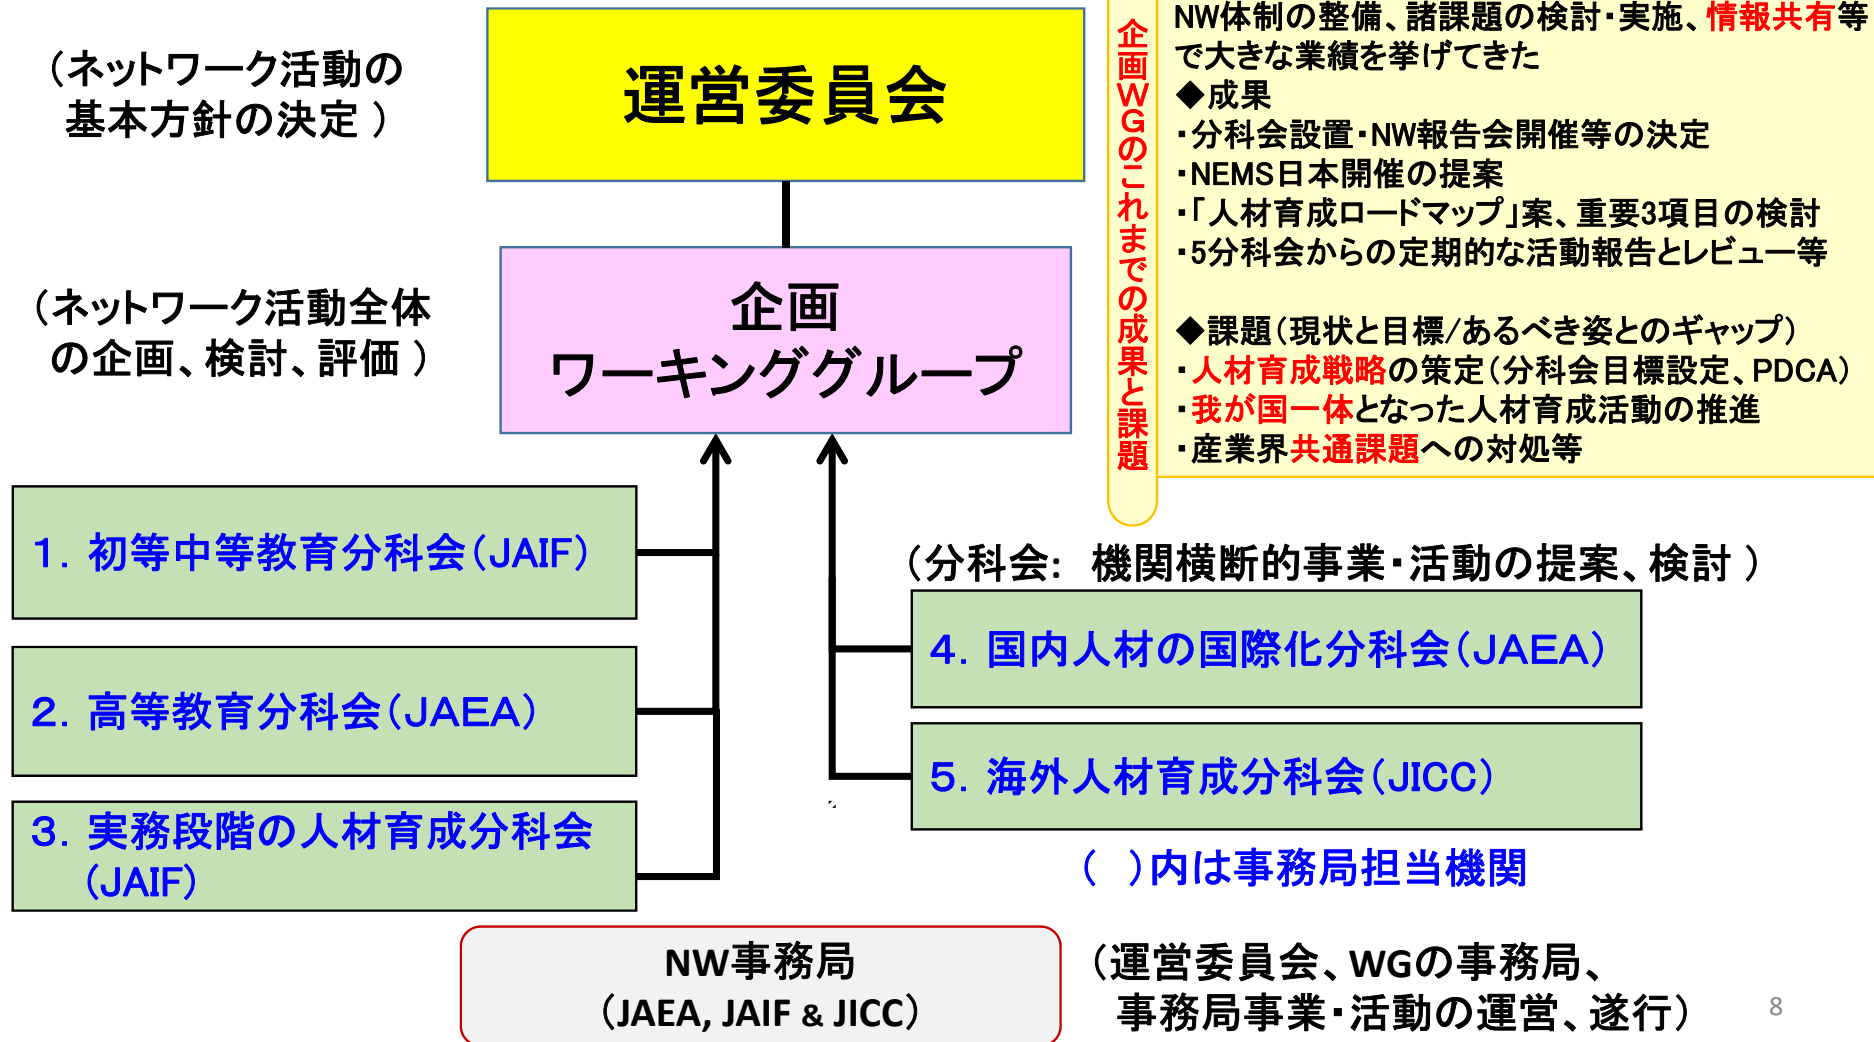 （ネットワーク活動の
基本方針の決定 ）
運営委員会
（ネットワーク活動全体
の企画、検討、評価 ）
企画
ワーキンググループ
企画ＷＧのこれまでの成果と課題
NW体制の整備、諸課題の検討・実施、情報共有等
で大きな業績を挙げてきた
◆成果
・分科会設置・NW報告会開催等の決定
・NEMS日本開催の提案
・「人材育成ロードマップ」案、重要3項目の検討
・5分科会からの定期的な活動報告とレビュー等
◆課題（現状と目標/あるべき姿とのギャップ）
・人材育成戦略の策定（分科会目標設定、PDCA）
・我が国一体となった人材育成活動の推進
・産業界共通課題への対処等
１．初等中等教育分科会（JAIF）
２．高等教育分科会（JAEA）
３．実務段階の人材育成分科会
（JAIF）
（分科会: 機関横断的事業・活動の提案、検討 ）
４．国内人材の国際化分科会（JAEA）
５．海外人材育成分科会（JICC）
（　）内は事務局担当機関
NW事務局
（JAEA, JAIF & JICC）
（運営委員会、WGの事務局、
事務局事業・活動の運営、遂行）
8